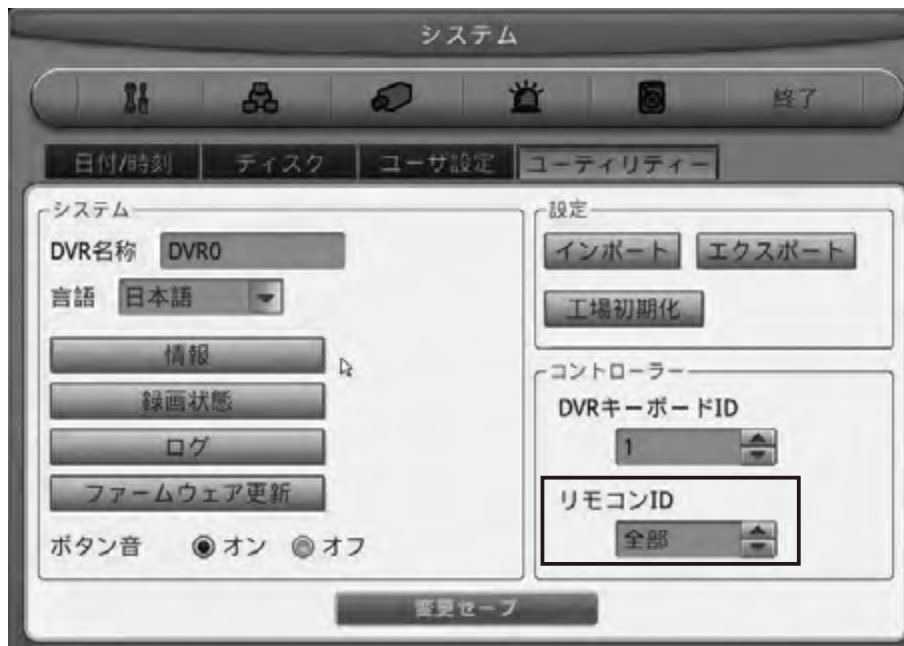 システム
終了
日付/時刻 ディスク ユーザ設定 ユーティリティー
システム
DVR名称 DVR0
言語 日本語
情報
録画状態
ログ
ファームウェア更新
ボタン音 オン オフ
設定
インポート エクスポート
工場初期化
コントローラー
DVRキーボードID
1
リモコンID
全部
変更セーブ